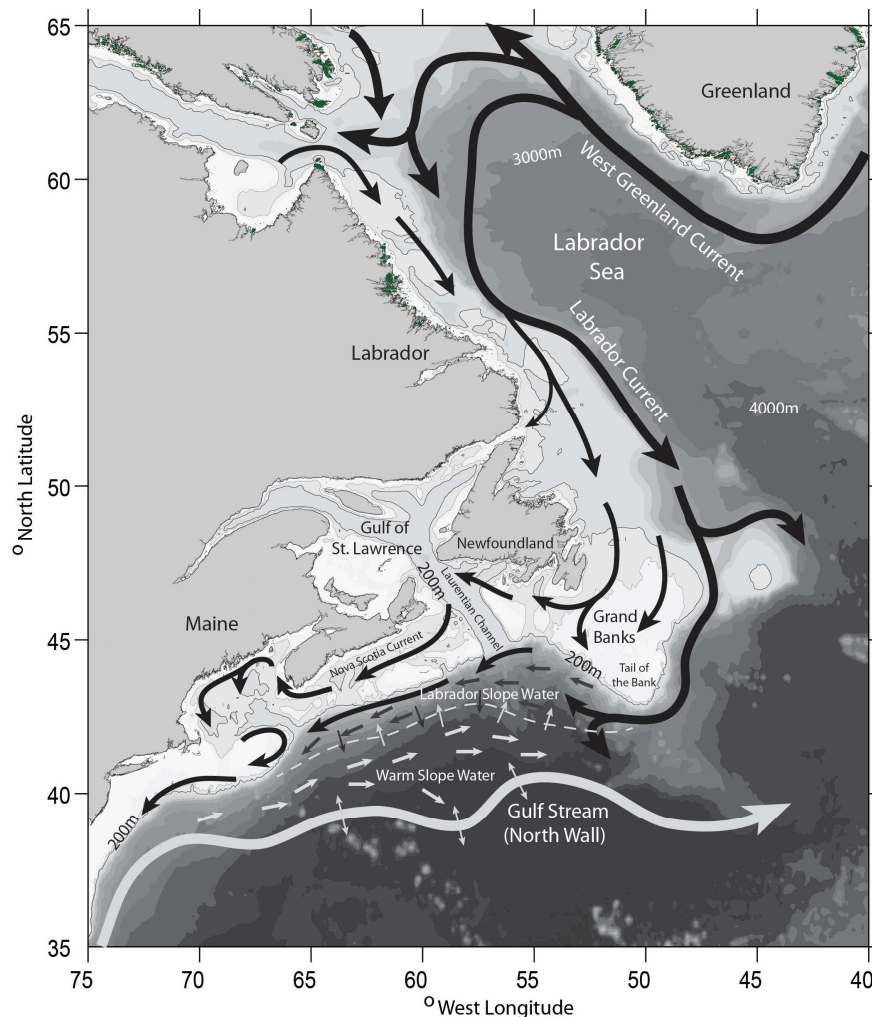 65
60
55
50
45
40
35
75
70
65
60
55
50
45
40
o North Latitude
o West Longitude
Greenland
3000m
West Greenland Current
Labrador
Sea
Labrador
Labrador Current
4000m
Gulf of
St. Lawrence
Newfoundland
200m
Laurentian Channel
Maine
Grand
Banks
Nova Scotia Current
200m
Tail of
the Bank
Labrador Slope Water
Warm Slope Water
Gulf Stream
(North Wall)
200m